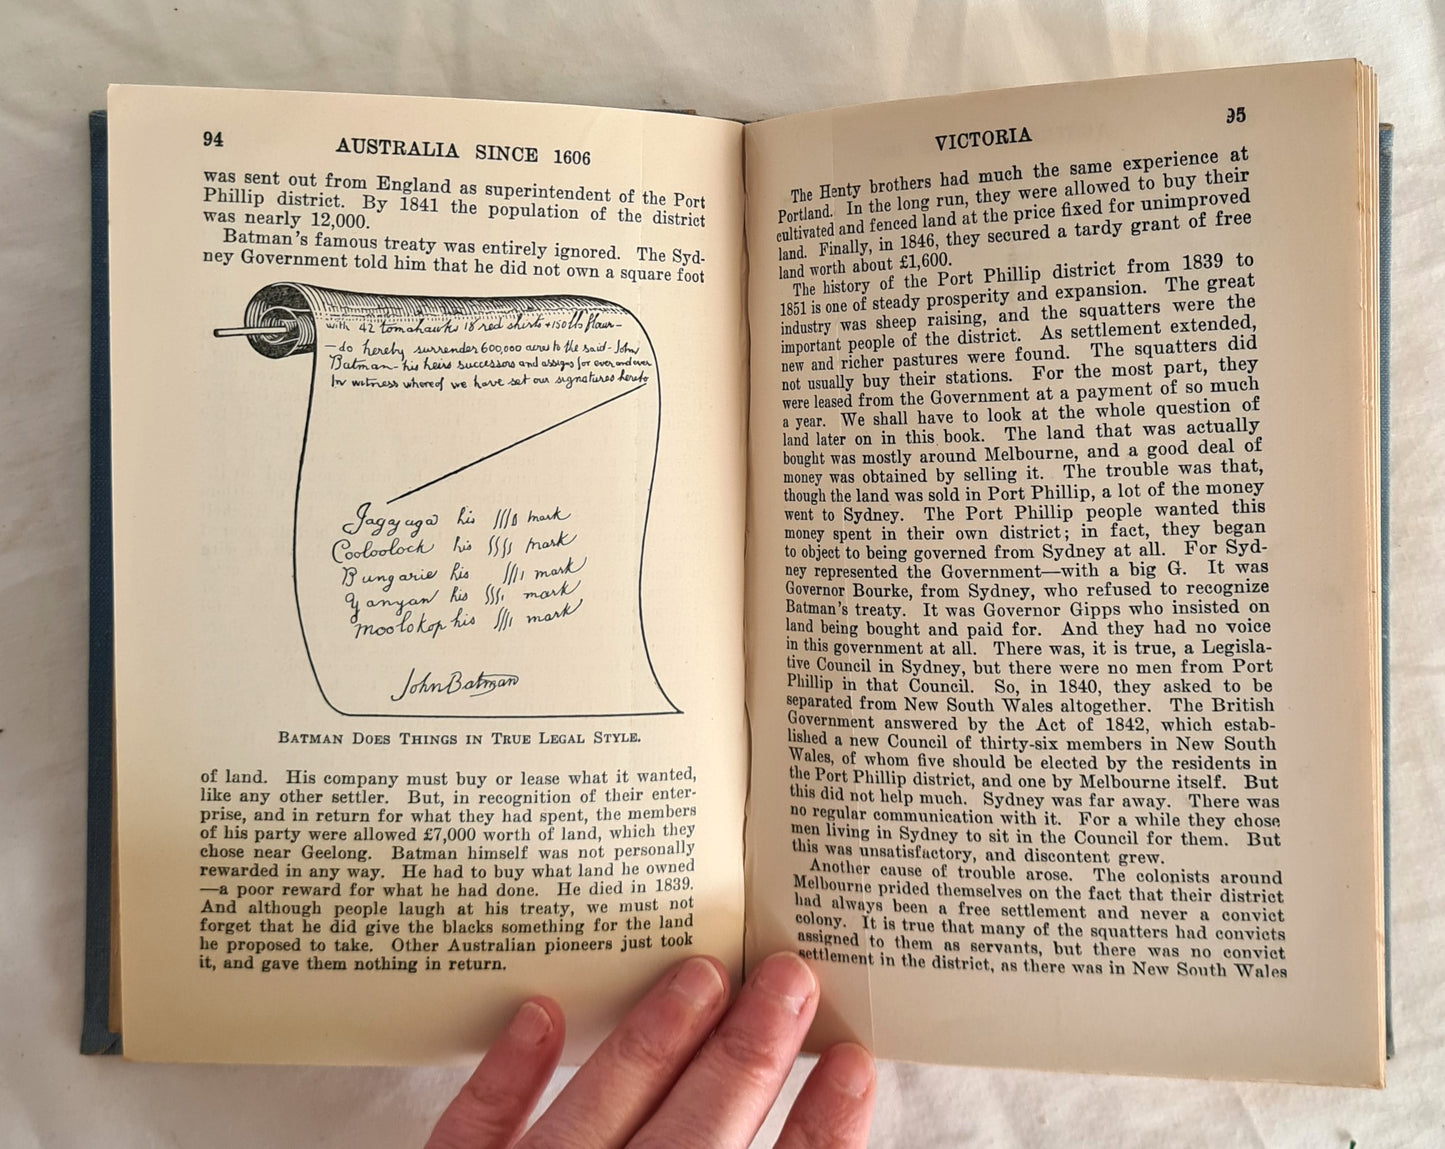 94
AUSTRALIA SINCE 1606
was sent out from England as superintendent of the Port
Phillip district. By 1841 the population of the district
was nearly 12,000.
Batman's famous treaty was entirely ignored. The Syd-
ney Government told him that he did not own a square foot
with 42 tomahawks 18 red shirts + 150 lb flour—
— do hereby surrender 600,000 acres to the said - John
Batman - his heirs successors and assigns for ever and ever
In witness whereof we have set our signatures hereto
Jagajaga his mark
Cooloolock his mark
Bungarie his mark
Yanyan his mark
Moolokop his mark
John Batman
BATMAN DOES THINGS IN TRUE LEGAL STYLE.
of land. His company must buy or lease what it wanted,
like any other settler. But, in recognition of their enter-
prise, and in return for what they had spent, the members
of his party were allowed £7,000 worth of land, which they
chose near Geelong. Batman himself was not personally
rewarded in any way. He had to buy what land he owned
—a poor reward for what he had done. He died in 1839.
And although people laugh at his treaty, we must not
forget that he did give the blacks something for the land
he proposed to take. Other Australian pioneers just took
it, and gave them nothing in return.
VICTORIA
95
The Henty brothers had much the same experience at
Portland. In the long run, they were allowed to buy their
cultivated and fenced land at the price fixed for unimproved
land. Finally, in 1846, they secured a tardy grant of free
land worth about £1,600.
The history of the Port Phillip district from 1839 to
1851 is one of steady prosperity and expansion. The great
industry was sheep raising, and the squatters were the
important people of the district. As settlement extended,
new and richer pastures were found. The squatters did
not usually buy their stations. For the most part, they
were leased from the Government at a payment of so much
a year. We shall have to look at the whole question of
land later on in this book. The land that was actually
bought was mostly around Melbourne, and a good deal of
money was obtained by selling it. The trouble was that,
though the land was sold in Port Phillip, a lot of the money
went to Sydney. The Port Phillip people wanted this
money spent in their own district; in fact, they began
to object to being governed from Sydney at all. For Syd-
ney represented the Government—with a big G. It was
Governor Bourke, from Sydney, who refused to recognize
Batman's treaty. It was Governor Gipps who insisted on
land being bought and paid for. And they had no voice
in this government at all. There was, it is true, a Legisla-
tive Council in Sydney, but there were no men from Port
Phillip in that Council. So, in 1840, they asked to be
separated from New South Wales altogether. The British
Government answered by the Act of 1842, which estab-
lished a new Council of thirty-six members in New South
Wales, of whom five should be elected by the residents in
the Port Phillip district, and one by Melbourne itself. But
this did not help much. Sydney was far away. There was
no regular communication with it. For a while they chose
men living in Sydney to sit in the Council for them. But
this was unsatisfactory, and discontent grew.
Another cause of trouble arose. The colonists around
Melbourne prided themselves on the fact that their district
had always been a free settlement and never a convict
colony. It is true that many of the squatters had convicts
assigned to them as servants, but there was no convict
settlement in the district, as there was in New South Wales